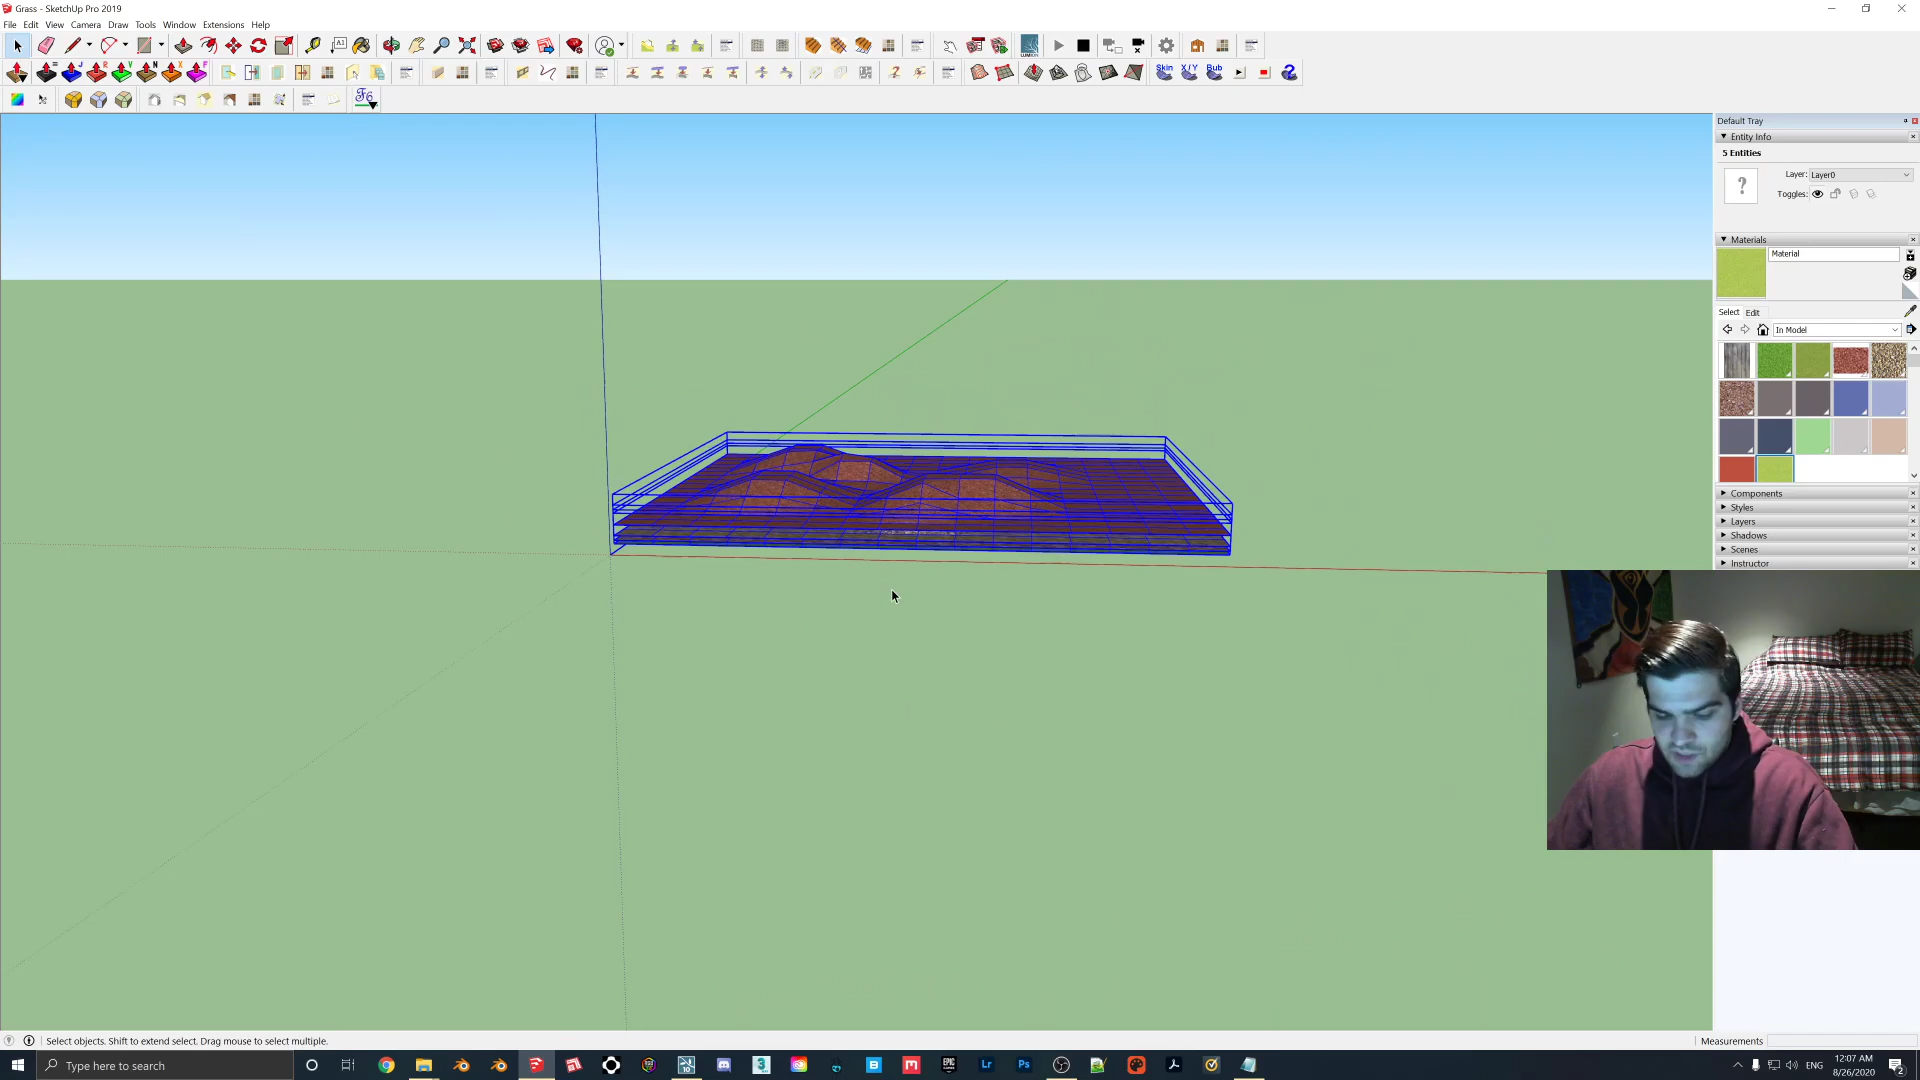 Grass - SketchUp Pro 2019
File Edit View Camera Draw Tools Window Extensions Help
Default Tray
Entity Info
5 Entities
Layer: Layer0
Toggles:
Materials
Material
Select Edit
In Model
Components
Styles
Layers
Shadows
Scenes
Instructor
Skin X/Y Bub
Select objects. Shift to extend select. Drag mouse to select multiple.
Measurements
Type here to search
ENG
12:07 AM
8/26/2020